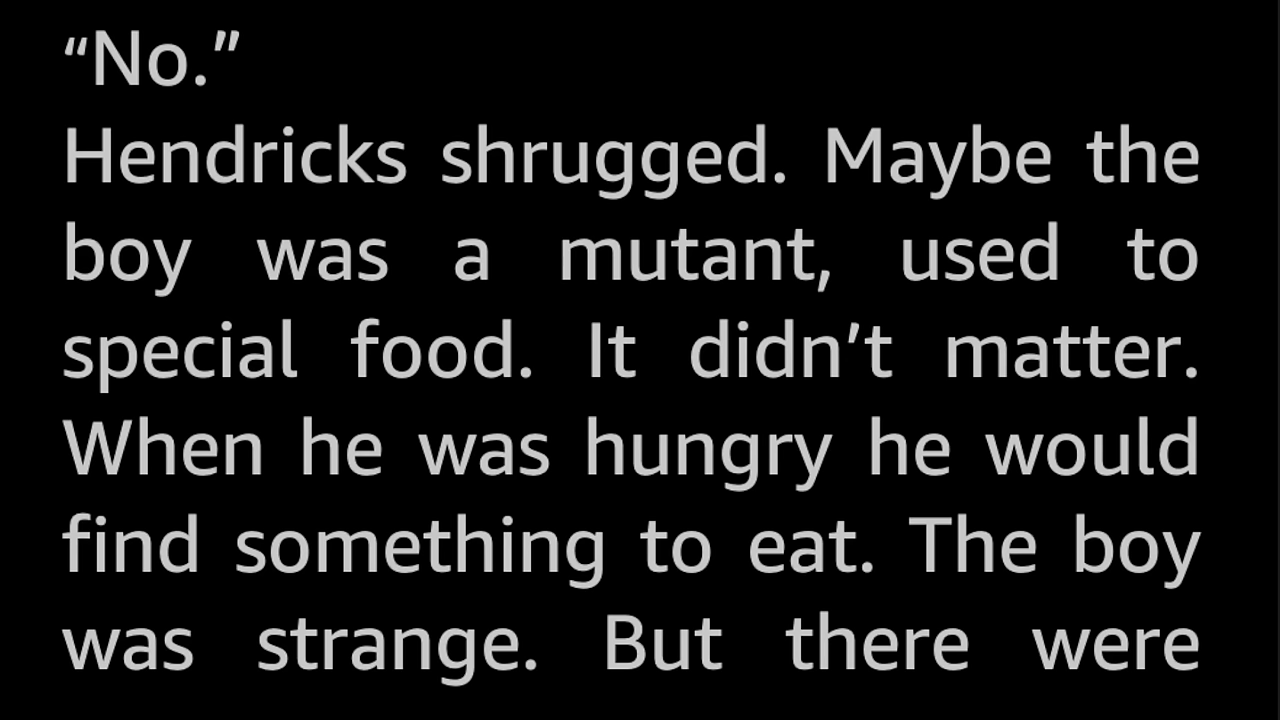 “No.”
Hendricks shrugged. Maybe the
boy was a mutant, used to
special food. It didn’t matter.
When he was hungry he would
find something to eat. The boy
was strange. But there were